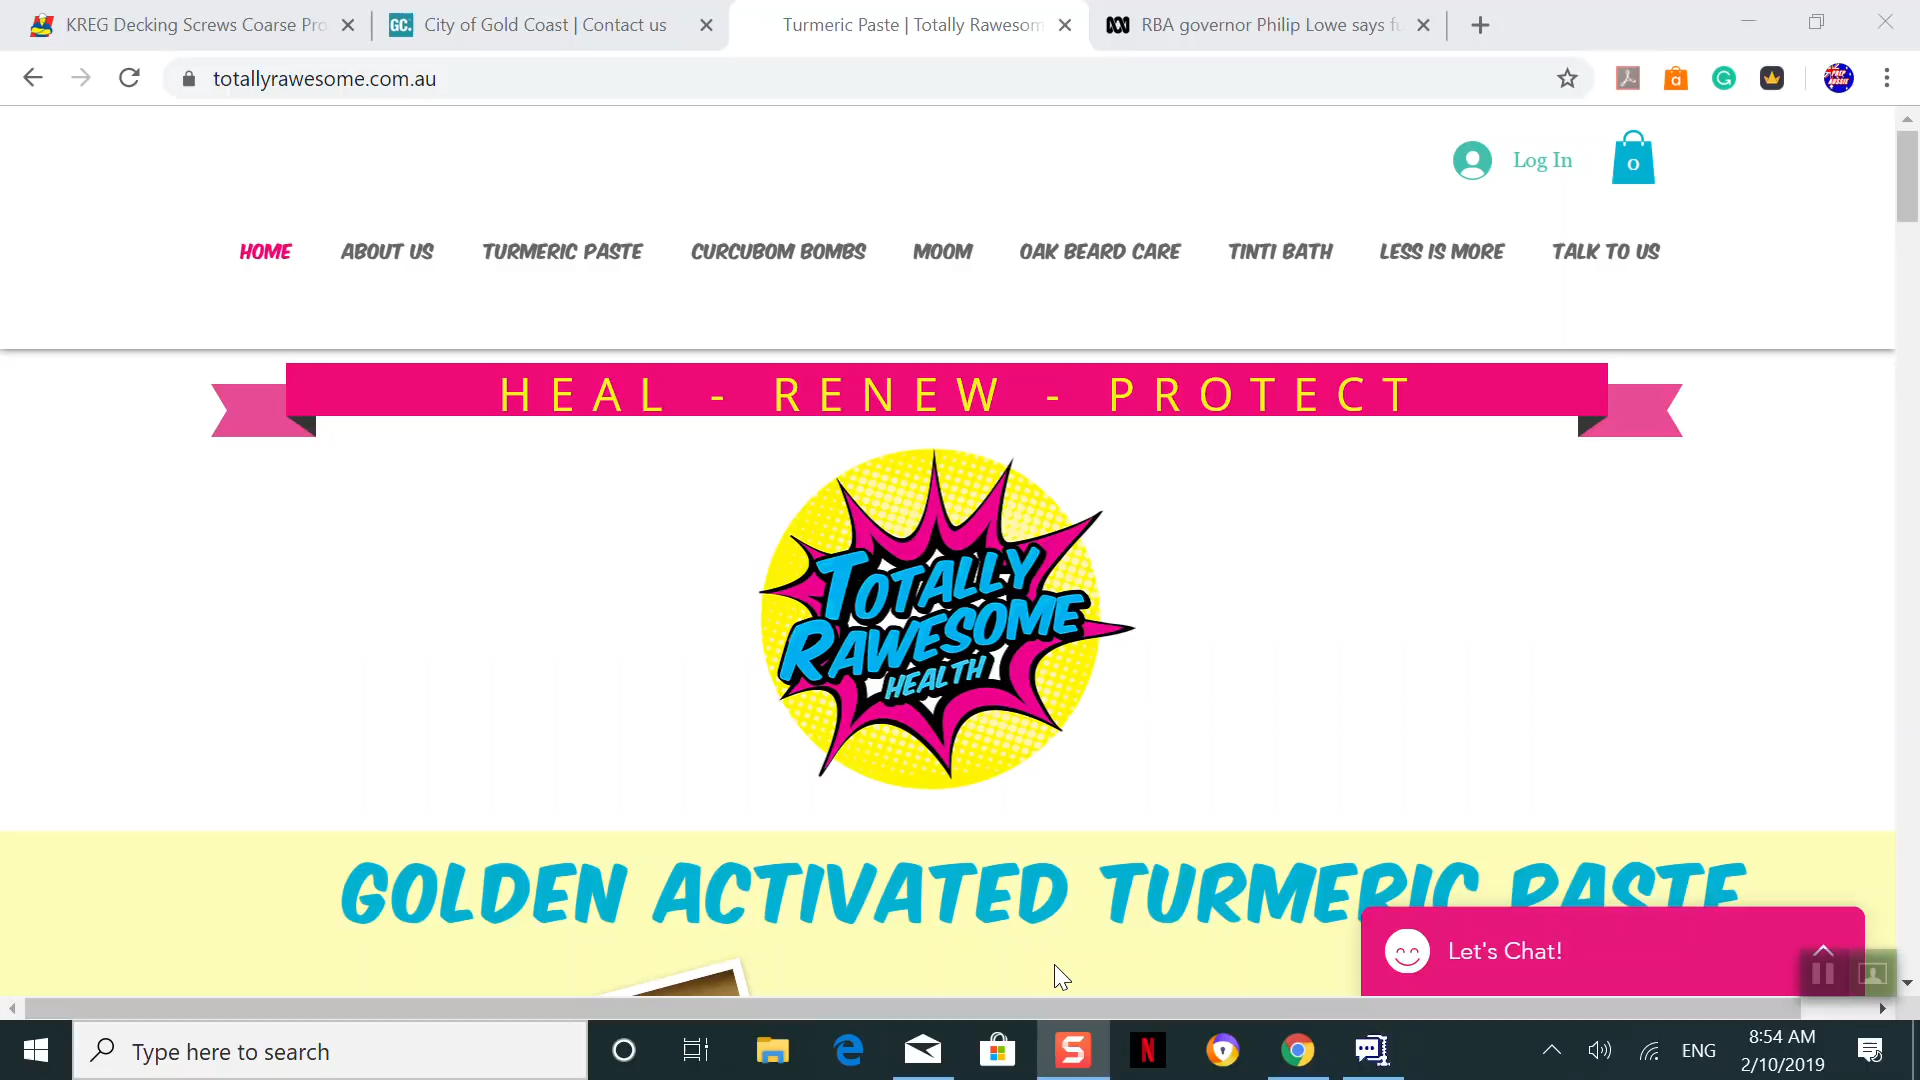 KREG Decking Screws Coarse Pro
City of Gold Coast | Contact us
Turmeric Paste | Totally Rawesom
RBA governor Philip Lowe says fu
totallyrawesome.com.au
Log In
0
HOME
ABOUT US
TURMERIC PASTE
CURCUBOM BOMBS
MOOM
OAK BEARD CARE
TINTI BATH
LESS IS MORE
TALK TO US
HEAL - RENEW - PROTECT
TOTALLY
RAWESOME
HEALTH
GOLDEN ACTIVATED TURMERIC PASTE
Let's Chat!
Type here to search
ENG
8:54 AM
2/10/2019